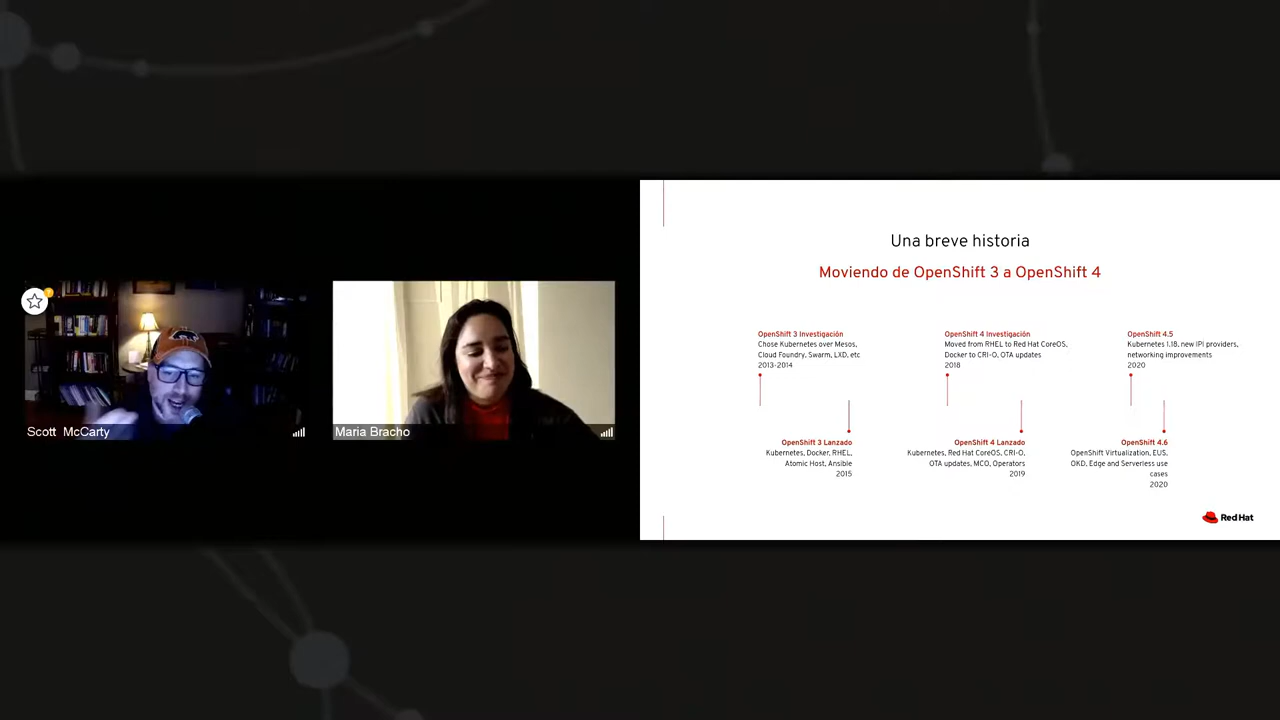 Scott McCarty
Maria Bracho
Una breve historia
Moviendo de OpenShift 3 a OpenShift 4
OpenShift 3 Investigación
Chose Kubernetes over Mesos,
Cloud Foundry, Swarm, LXD, etc
2013-2014
OpenShift 4 Investigación
Moved from RHEL to Red Hat CoreOS,
Docker to CRI-O, OTA updates
2018
OpenShift 4.5
Kubernetes 1.18, new IPI providers,
networking improvements
2020
OpenShift 3 Lanzado
Kubernetes, Docker, RHEL,
Atomic Host, Ansible
2015
OpenShift 4 Lanzado
Kubernetes, Red Hat CoreOS, CRI-O,
OTA updates, MCO, Operators
2019
OpenShift 4.6
OpenShift Virtualization, EUS,
OKD, Edge and Serverless use
cases
2020
Red Hat